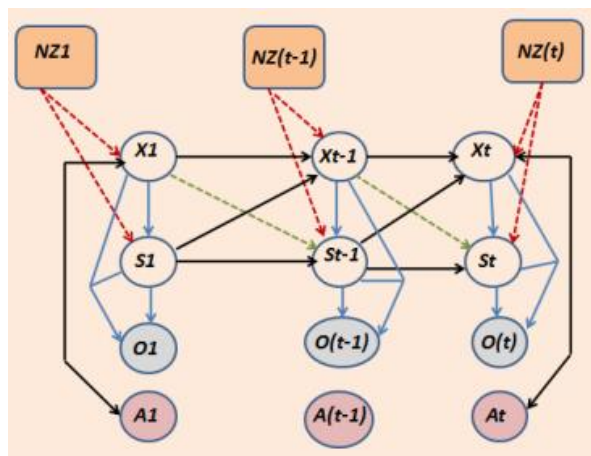 NZ1
NZ(t-1)
NZ(t)
X1
Xt-1
Xt
S1
St-1
St
O1
O(t-1)
O(t)
A1
A(t-1)
At